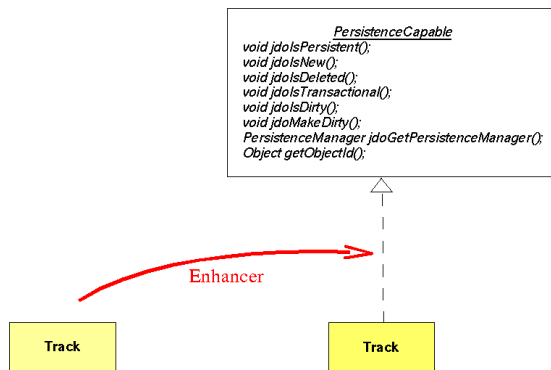 PersistenceCapable
void jdoIsPersistent();
void jdoIsNew();
void jdoIsDeleted();
void jdoIsTransactional();
void jdoIsDirty();
void jdoMakeDirty();
PersistenceManager jdoGetPersistenceManager();
Object getObjectId();
Enhancer
Track
Track